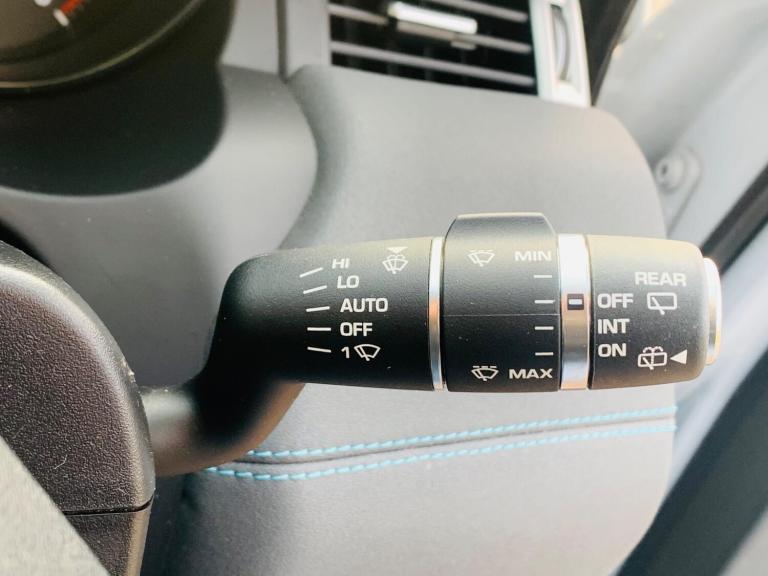 HI
LO
AUTO
OFF
1
MIN
MAX
REAR
OFF
INT
ON